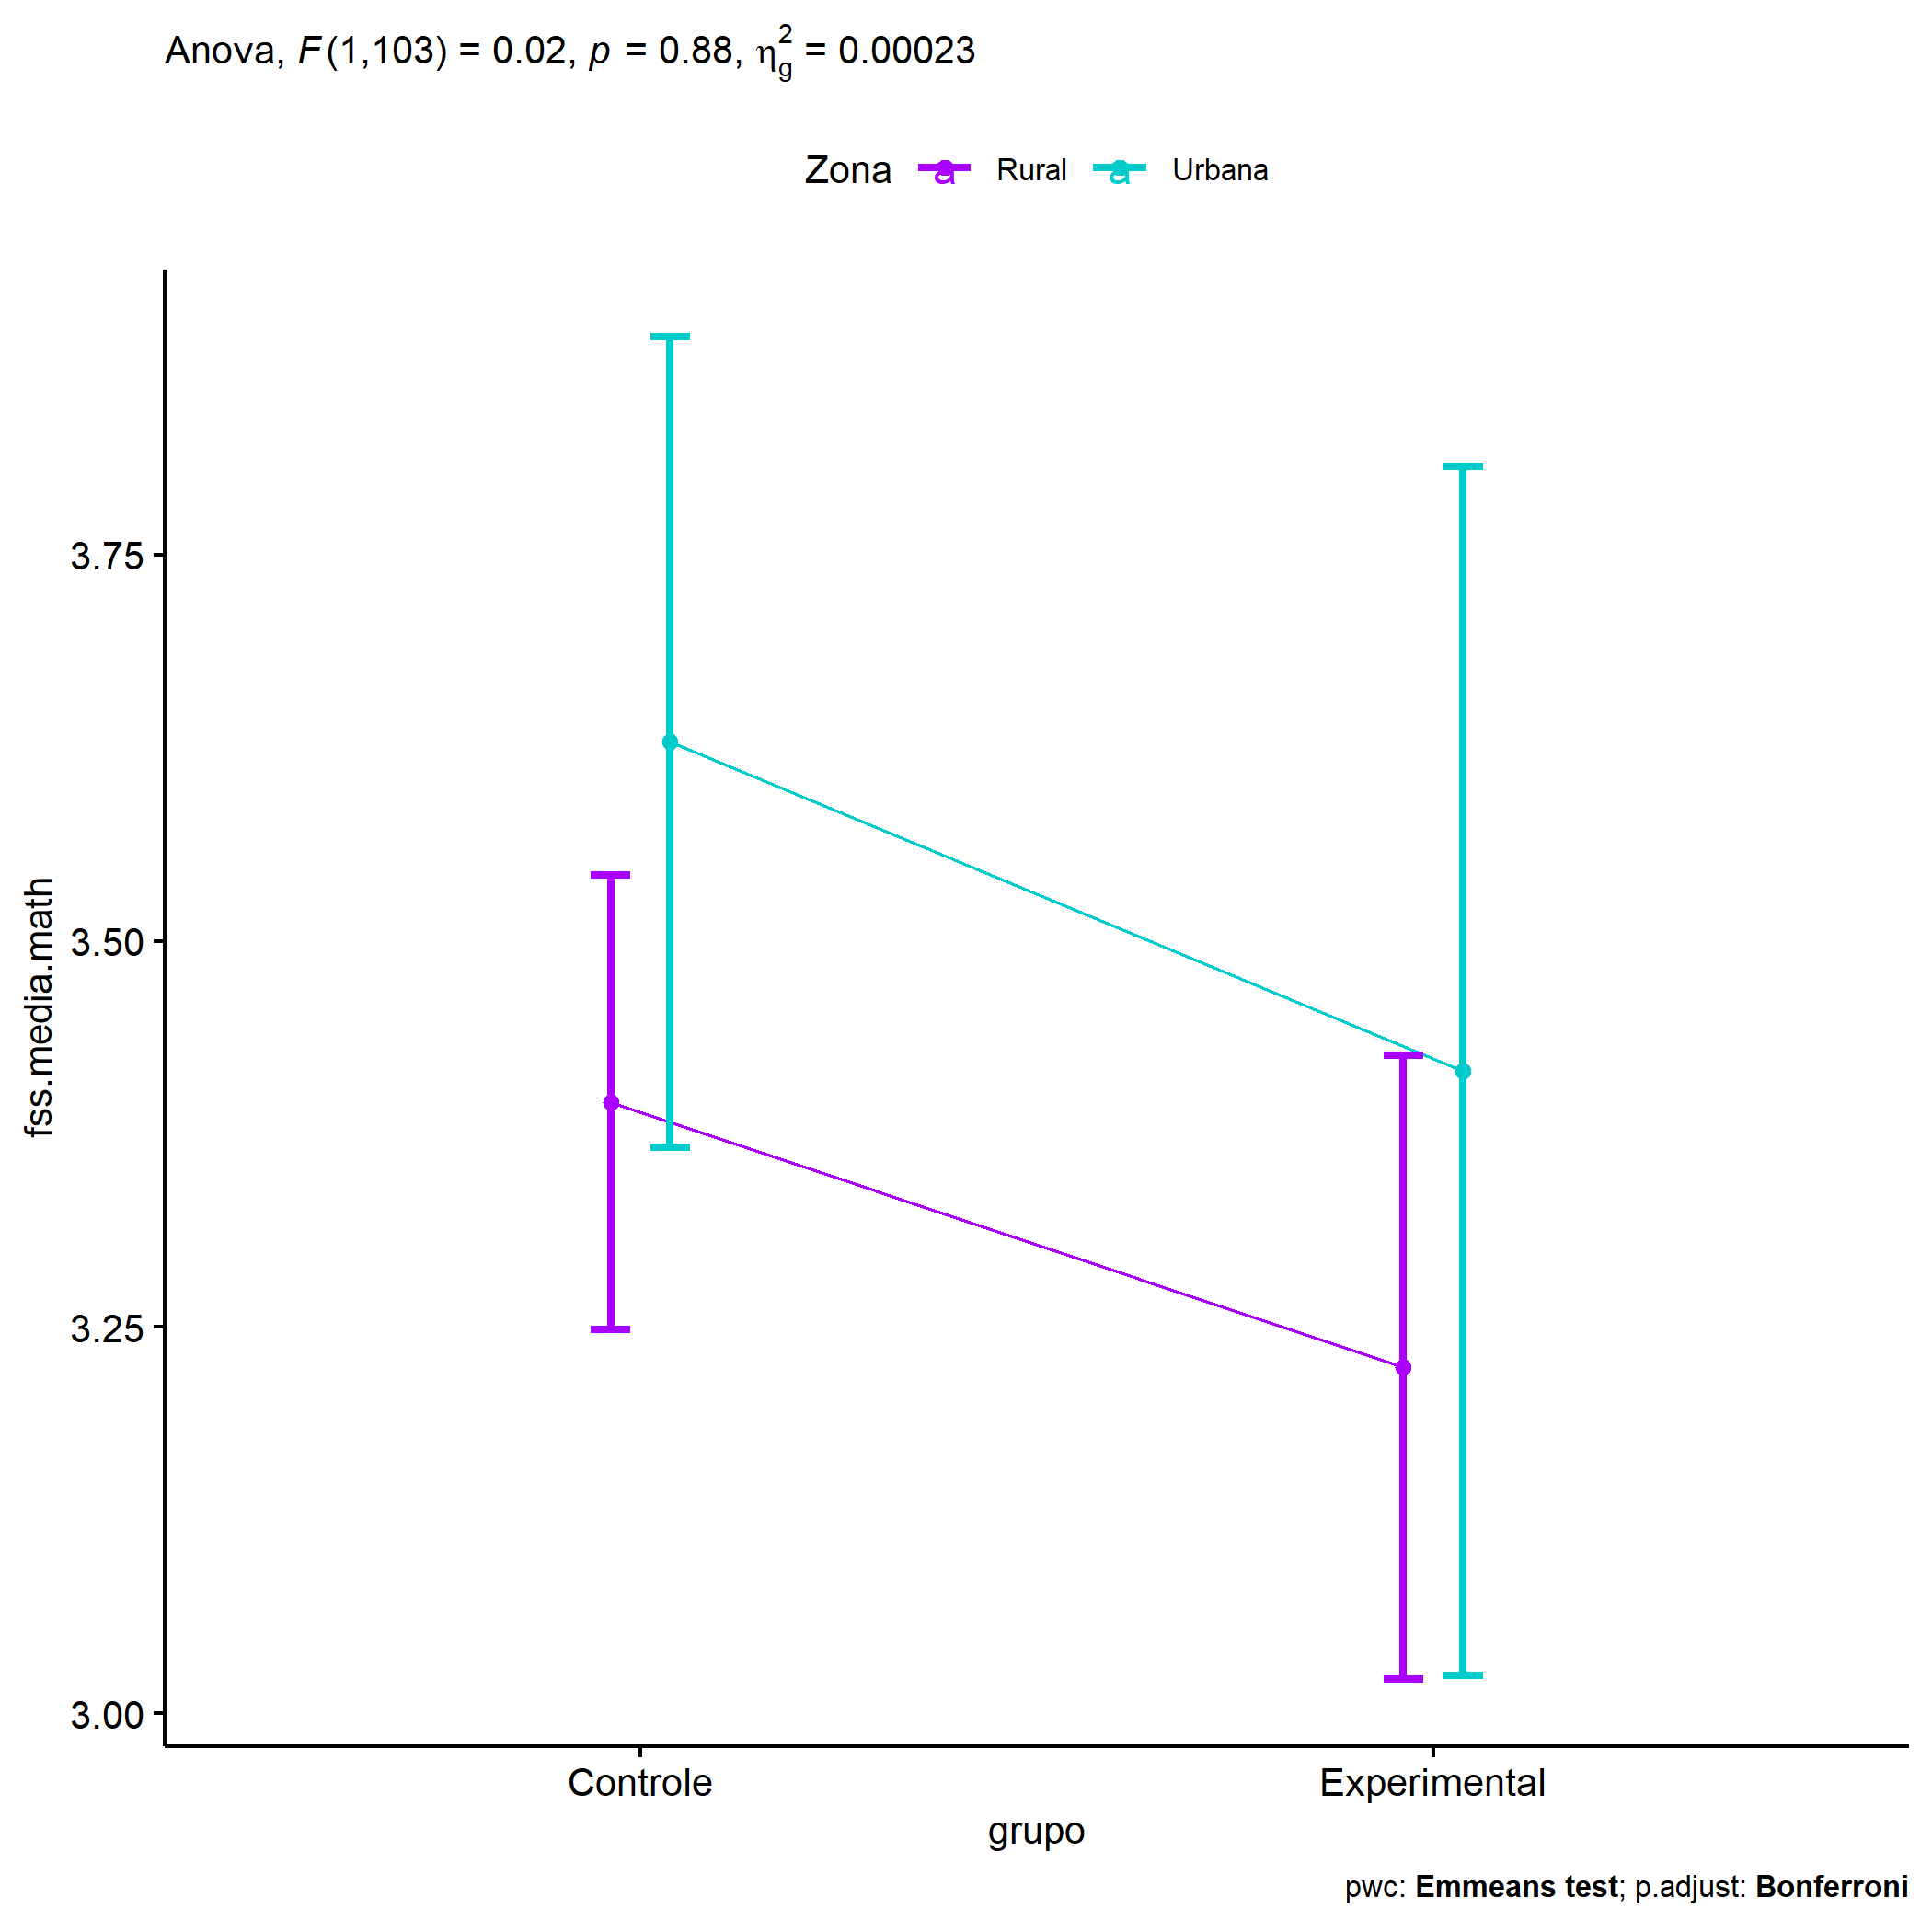 Anova, F(1,103) = 0.02, p = 0.88, η²g = 0.00023
Zona a Rural a Urbana
fss.media.math
3.75
3.50
3.25
3.00
Controle Experimental
grupo
pwc: Emmeans test; p.adjust: Bonferroni